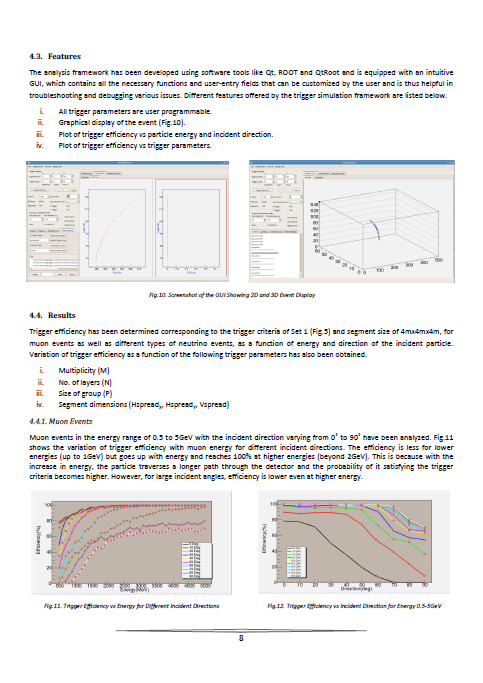 4.3. Features
The analysis framework has been developed using software tools like Qt, ROOT and QtRoot and is equipped with an intuitive
GUI, which contains all the necessary functions and user-entry fields that can be customized by the user and is thus helpful in
troubleshooting and debugging various issues. Different features offered by the trigger simulation framework are listed below.
i. All trigger parameters are user programmable.
ii. Graphical display of the event (Fig.10).
iii. Plot of trigger efficiency vs particle energy and incident direction.
iv. Plot of trigger efficiency vs trigger parameters.
Fig.10. Screenshot of the GUI Showing 2D and 3D Event Display
4.4. Results
Trigger efficiency has been determined corresponding to the trigger criteria of Set 1 (Fig.5) and segment size of 4mx4mx4m, for
muon events as well as different types of neutrino events, as a function of energy and direction of the incident particle.
Variation of trigger efficiency as a function of the following trigger parameters has also been obtained.
i. Multiplicity (M)
ii. No. of layers (N)
iii. Size of group (P)
iv. Segment dimensions (Hspreadx, Hspready, Vspread)
4.4.1. Muon Events
Muon events in the energy range of 0.5 to 5GeV with the incident direction varying from 0° to 90° have been analyzed. Fig.11
shows the variation of trigger efficiency with muon energy for different incident directions. The efficiency is less for lower
energies (up to 1GeV) but goes up with energy and reaches 100% at higher energies (beyond 2GeV). This is because with the
increase in energy, the particle traverses a longer path through the detector and the probability of it satisfying the trigger
criteria becomes higher. However, for large incident angles, efficiency is lower even at higher energy.
Efficiency(%)
100
80
60
40
20
0
500 1000 1500 2000 2500 3000 3500 4000 4500 5000
Energy(MeV)
Efficiency(%)
100
80
60
40
20
0
0 10 20 30 40 50 60 70 80 90
Direction(deg)
Fig.11. Trigger Efficiency vs Energy for Different Incident Directions
Fig.12. Trigger Efficiency vs Incident Direction for Energy 0.5-5GeV
8